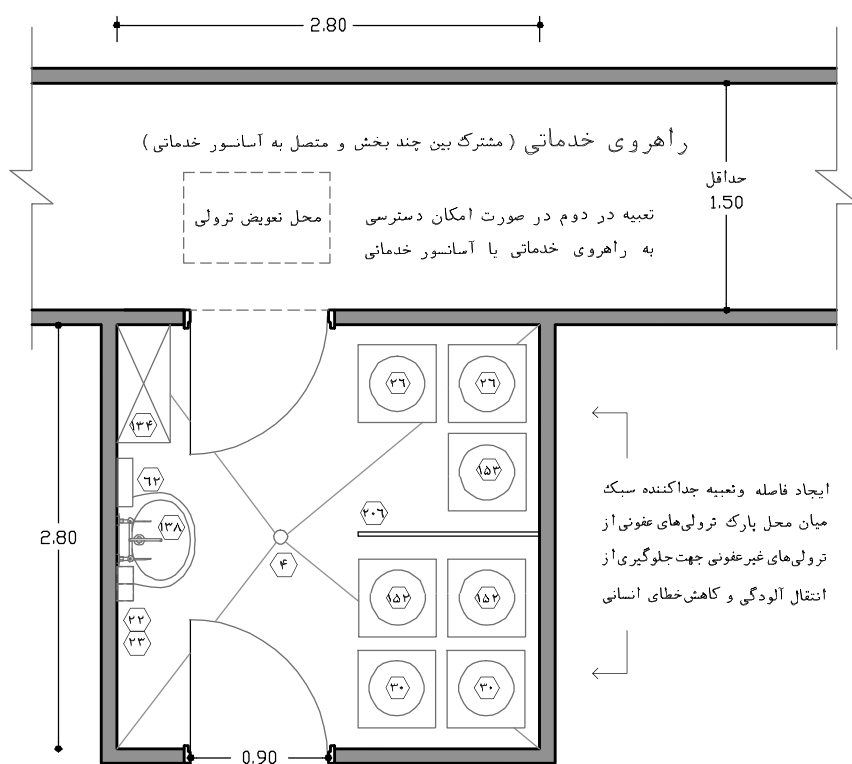 2.80
راهروی خدماتی ( مشترک بین چند بخش و متصل به آسانسور خدماتی )
حداقل
1.50
محل تعویض ترولی
تعبیه در دوم در صورت امکان دسترسی
به راهروی خدماتی یا آسانسور خدماتی
۲۶
۲۶
۱۳۴
۱۵۳
۶۲
ایجاد فاصله وتعبیه جداکننده سبک
میان محل پارک ترولی‌های عفونی از
ترولی‌های غیرعفونی جهت جلوگیری از
انتقال آلودگی و کاهش خطای انسانی
۲۰۶
۱۳۸
2.80
۴
۱۵۲
۱۵۲
۲۲
۲۳
۳۰
۳۰
0.90